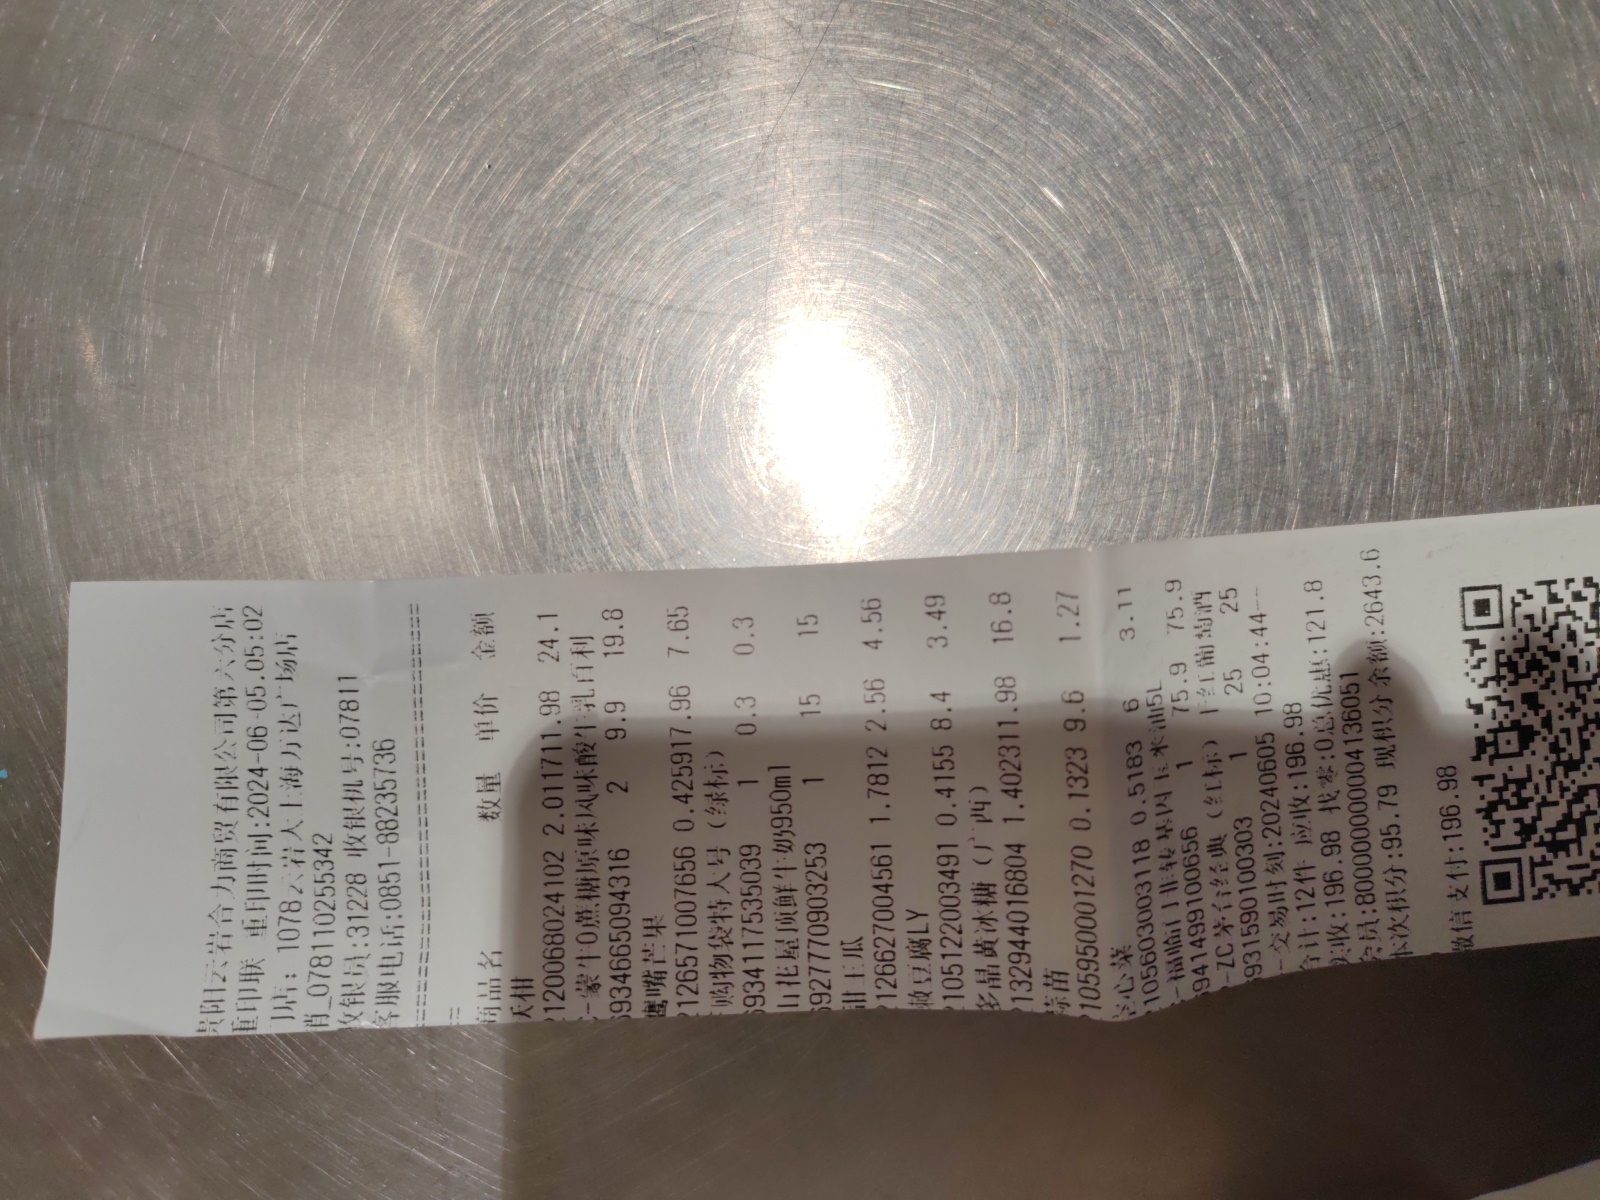 贵阳云岩合力商贸有限公司第六分店
重印联 重印时间:2024-06-05.05:02
门店: 1078云岩大上海万达广场店
销_078110255342
收银员:31228 收银机号:07811
客服电话:0851-88235736
商品名 数量 单价 金额
天柑
2120068024102 2.0117 11.98 24.1
-蒙牛0蔗糖原味风味酸牛乳百利
6934665094316 2 9.9 19.8
鹰嘴芒果
2126571007656 0.4259 17.96 7.65
购物袋特大号(绿标)
6934117535039 1 0.3 0.3
山花屋顶鲜牛奶950ml
69277770903253 1 15 15
甜王瓜
2126627004561 1.7812 2.56 4.56
嫩豆腐LY
2105122003491 0.4155 8.4 3.49
多晶黄冰糖(广西)
2132944016804 1.4023 11.98 16.8
蒜苗
2105950001270 0.1323 9.6 1.27
空心菜
2105603003118 0.5183 6 3.11
-福临门非转基因玉米油5L
6941499100656 1 75.9 75.9
-ZC茅台经典(红标)干红葡萄酒
6931590100303 1 25 25
-交易时刻:20240605 10:04:44--
合计:12件 应收:196.98
实收:196.98 找零:0总优惠:121.8
会员:8000000000004136051
本次积分:95.79 现积分余额:2643.6
微信支付:196.98